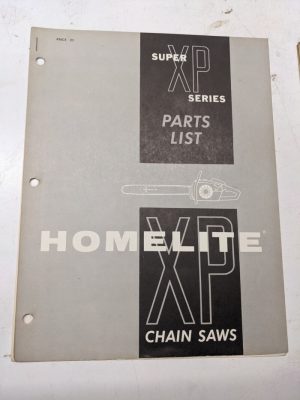 SUPER
XP
SERIES
PARTS
LIST
HOMELITE®
XP
CHAIN SAWS